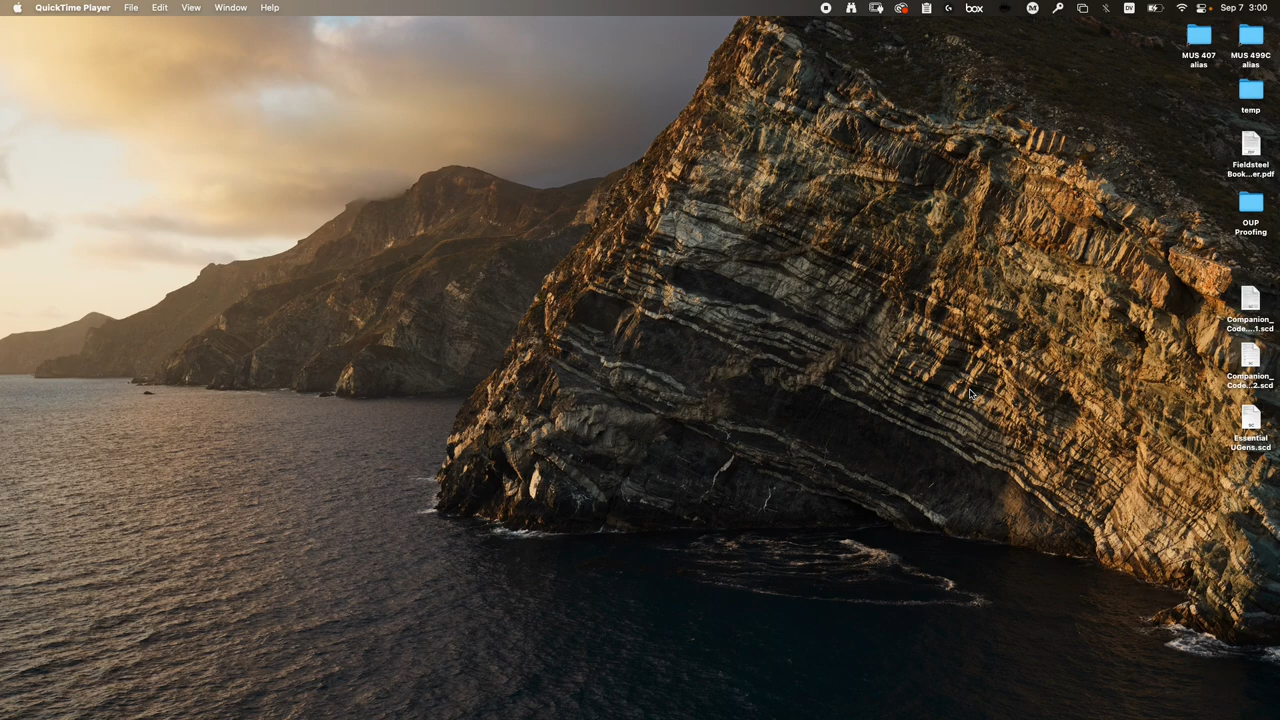 QuickTime Player File Edit View Window Help box DV Sep 7 3:00
MUS 407
alias
MUS 499C
alias
temp
Fieldsteel
Book...er.pdf
OUP
Proofing
Companion_
Code....1.scd
Companion_
Code...2.scd
Essential
UGens.scd